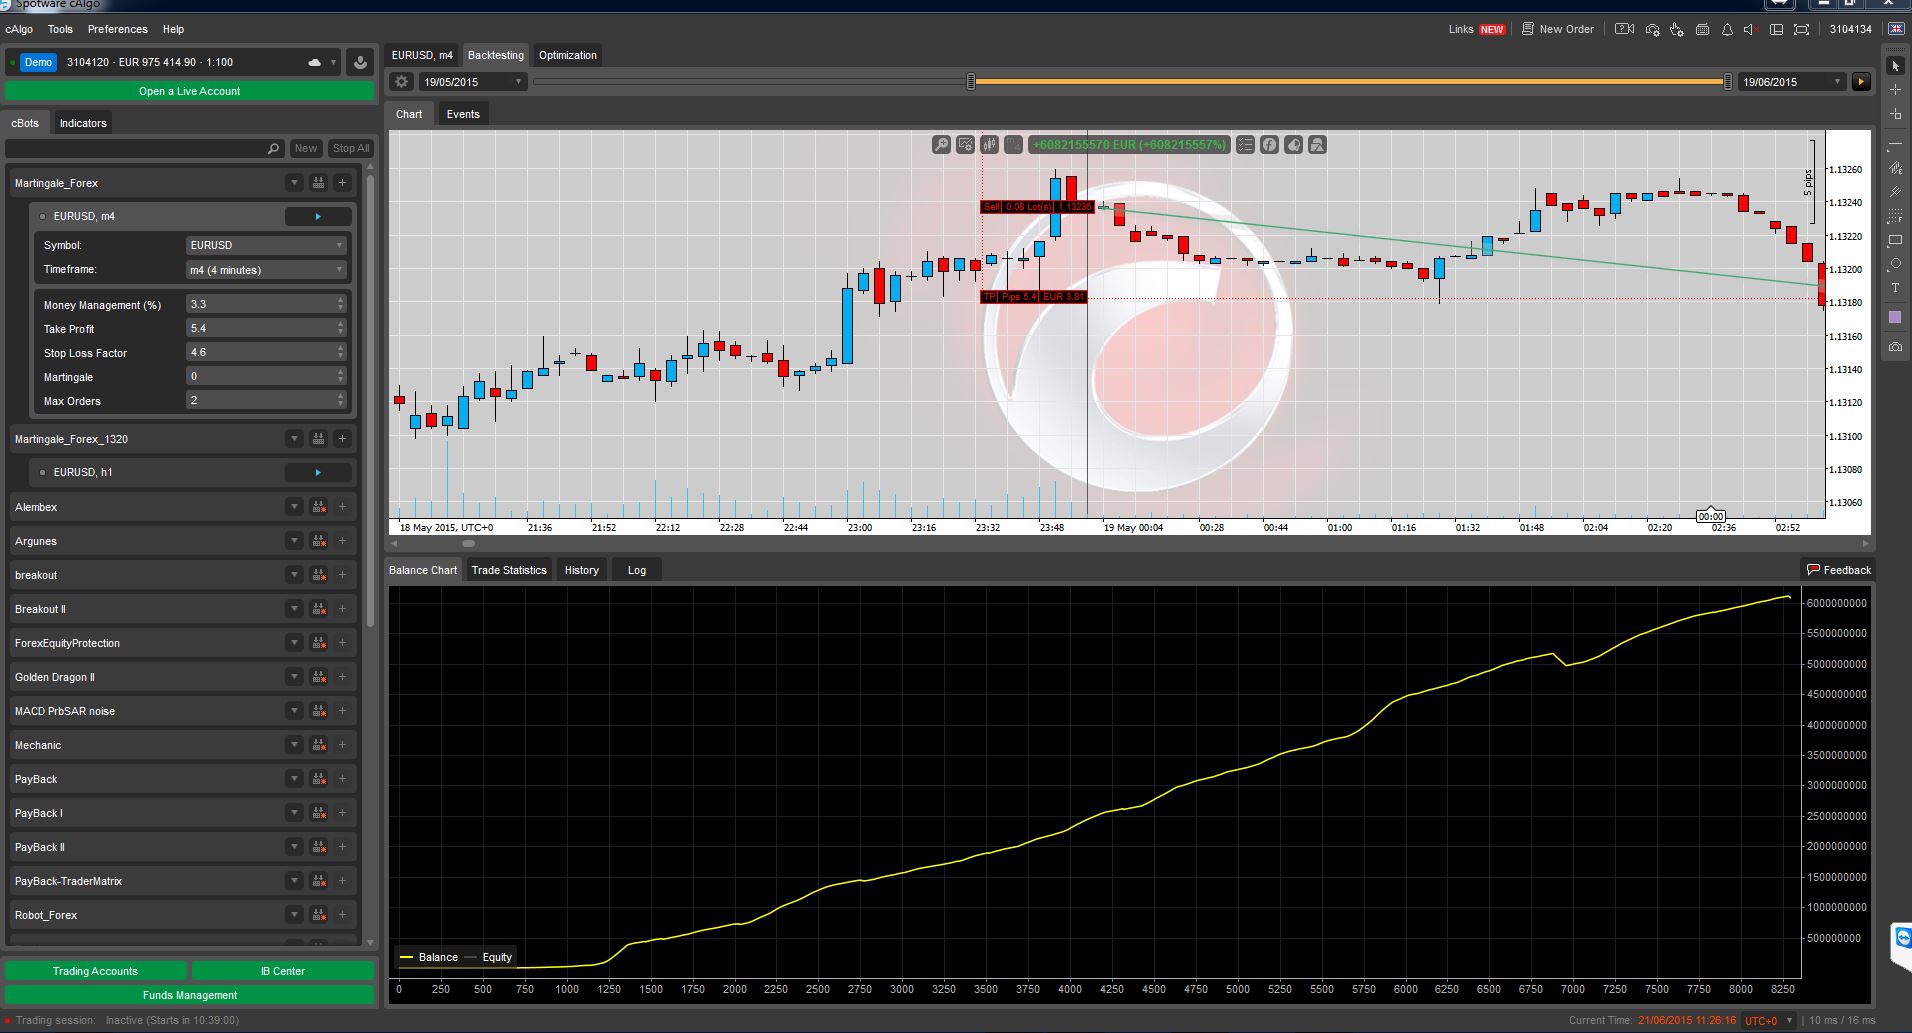 Spotware cAlgo
cAlgo Tools Preferences Help
Links NEW New Order 3104134
Demo 3104120 · EUR 975 414.90 · 1:100
Open a Live Account
cBots Indicators
New Stop All
Martingale_Forex
EURUSD, m4
Symbol: EURUSD
Timeframe: m4 (4 minutes)
Money Management (%) 3.3
Take Profit 5.4
Stop Loss Factor 4.6
Martingale 0
Max Orders 2
Martingale_Forex_1320
EURUSD, h1
Alembex
Argunes
breakout
Breakout II
ForexEquityProtection
Golden Dragon II
MACD PrbSAR noise
Mechanic
PayBack
PayBack I
PayBack II
PayBack-TraderMatrix
Robot_Forex
Trading Accounts IB Center
Funds Management
EURUSD, m4 Backtesting Optimization
19/05/2015 19/06/2015
Chart Events
+6082155570 EUR (+608215557%)
5 pips
Sell 0.08 Lot(s) 1.13236
TP Pips 5.4 EUR 3.81
1.13260
1.13240
1.13220
1.13200
1.13180
1.13160
1.13140
1.13120
1.13100
1.13080
1.13060
00:00
18 May 2015, UTC+0 21:36 21:52 22:12 22:28 22:44 23:00 23:16 23:32 23:48 19 May 00:04 00:28 00:44 01:00 01:16 01:32 01:48 02:04 02:20 02:36 02:52
Balance Chart Trade Statistics History Log Feedback
6000000000
5500000000
5000000000
4500000000
4000000000
3500000000
3000000000
2500000000
2000000000
1500000000
1000000000
500000000
Balance Equity
0 250 500 750 1000 1250 1500 1750 2000 2250 2500 2750 3000 3250 3500 3750 4000 4250 4500 4750 5000 5250 5500 5750 6000 6250 6500 6750 7000 7250 7500 7750 8000 8250
Trading session: Inactive (Starts in 10:39:00) Current Time: 21/06/2015 11:26:16 UTC+0 | 10 ms / 16 ms